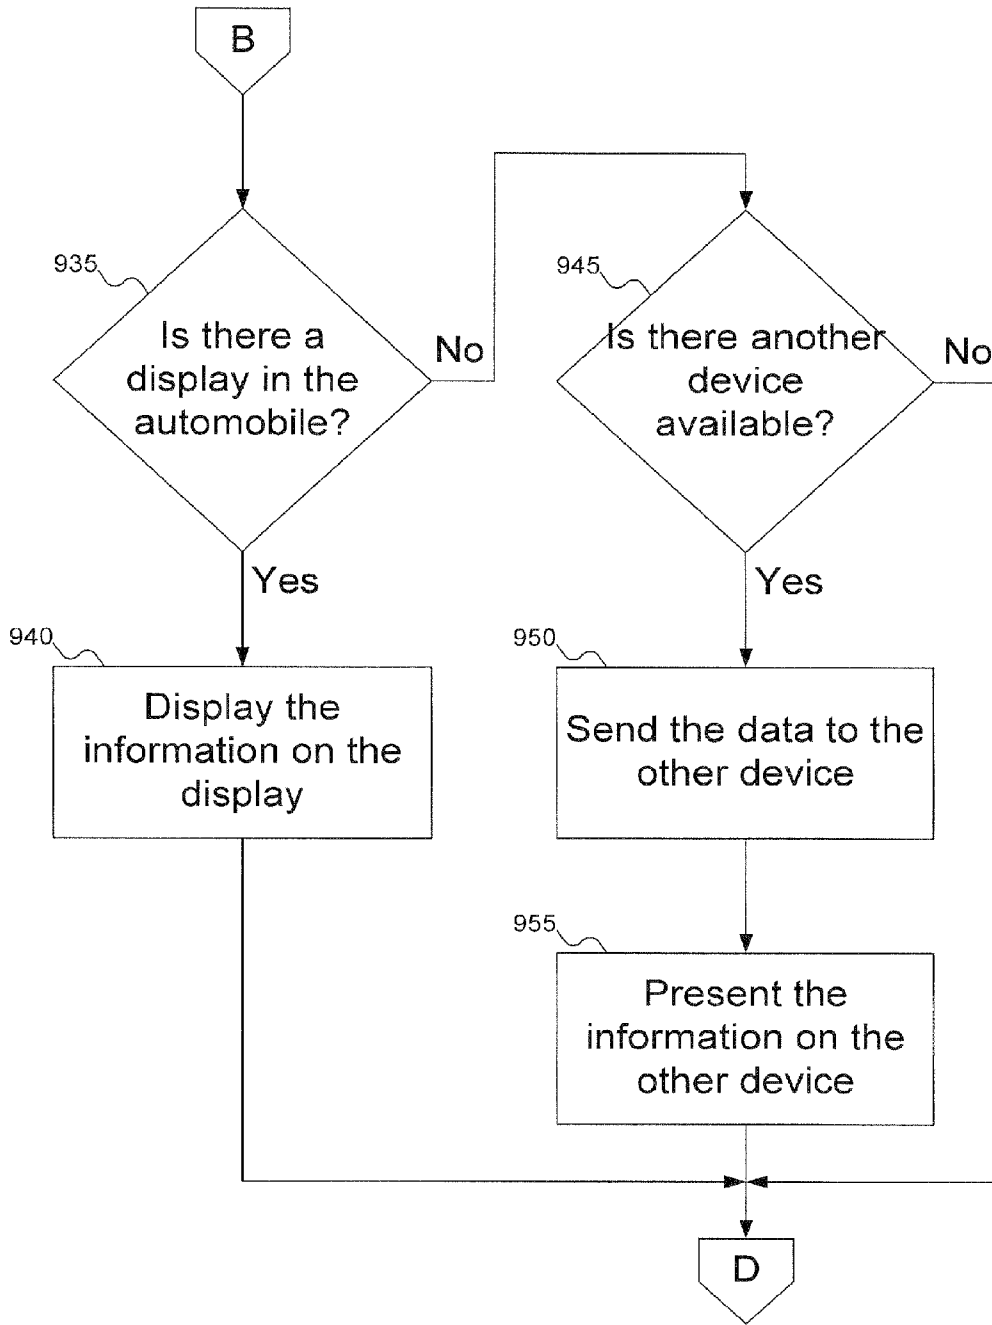 B
935
Is there a
display in the
automobile?
No
Yes
940
Display the
information on the
display
945
Is there another
device
available?
No
Yes
950
Send the data to the
other device
955
Present the
information on the
other device
D